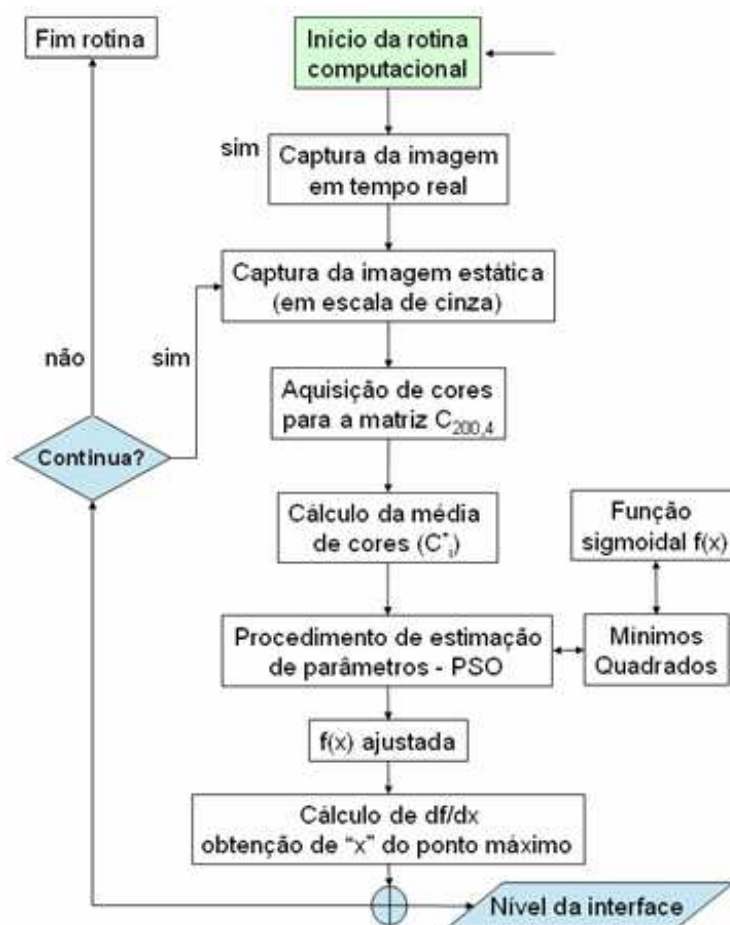 Fim rotina
Início da rotina
computacional
sim
Captura da imagem
em tempo real
Captura da imagem estática
(em escala de cinza)
não
sim
Aquisição de cores
para a matriz C200,4
Continua?
Cálculo da média
de cores (C*i)
Função
sigmoidal f(x)
Procedimento de estimação
de parâmetros - PSO
Mínimos
Quadrados
f(x) ajustada
Cálculo de df/dx
obtenção de “x” do ponto máximo
Nível da interface